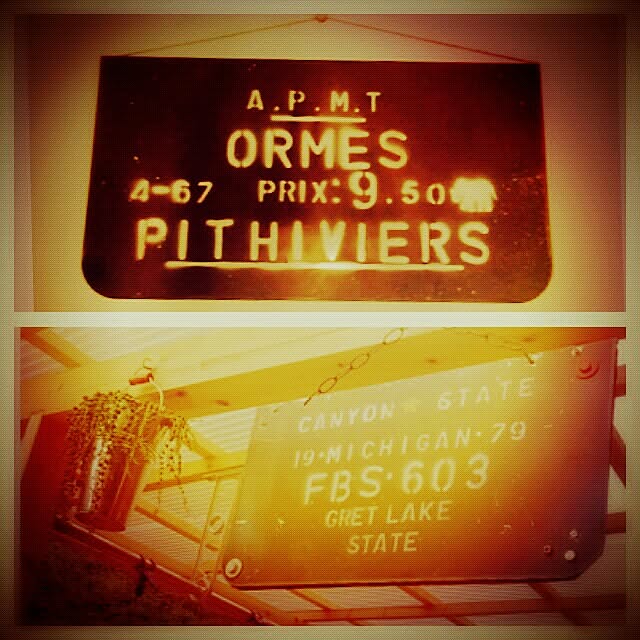 A.P.M.T
ORMES
4-67 PRIX:9.50
PITHIVIERS
CANYON STATE
19·MICHIGAN·79
FBS·603
GRET LAKE
STATE